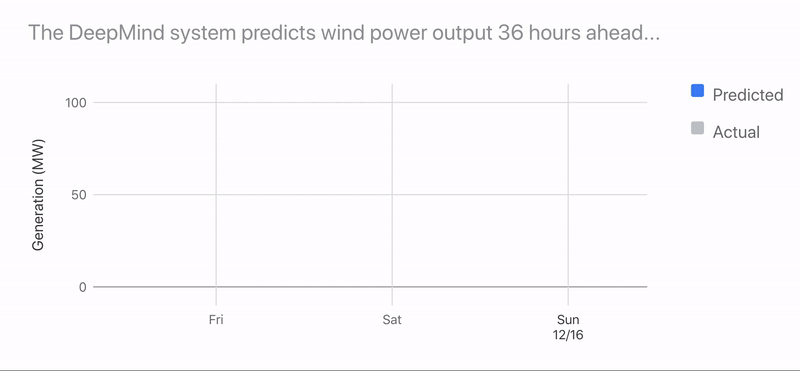 The DeepMind system predicts wind power output 36 hours ahead...
Predicted
Actual
Generation (MW)
100
50
0
Fri
Sat
Sun
12/16